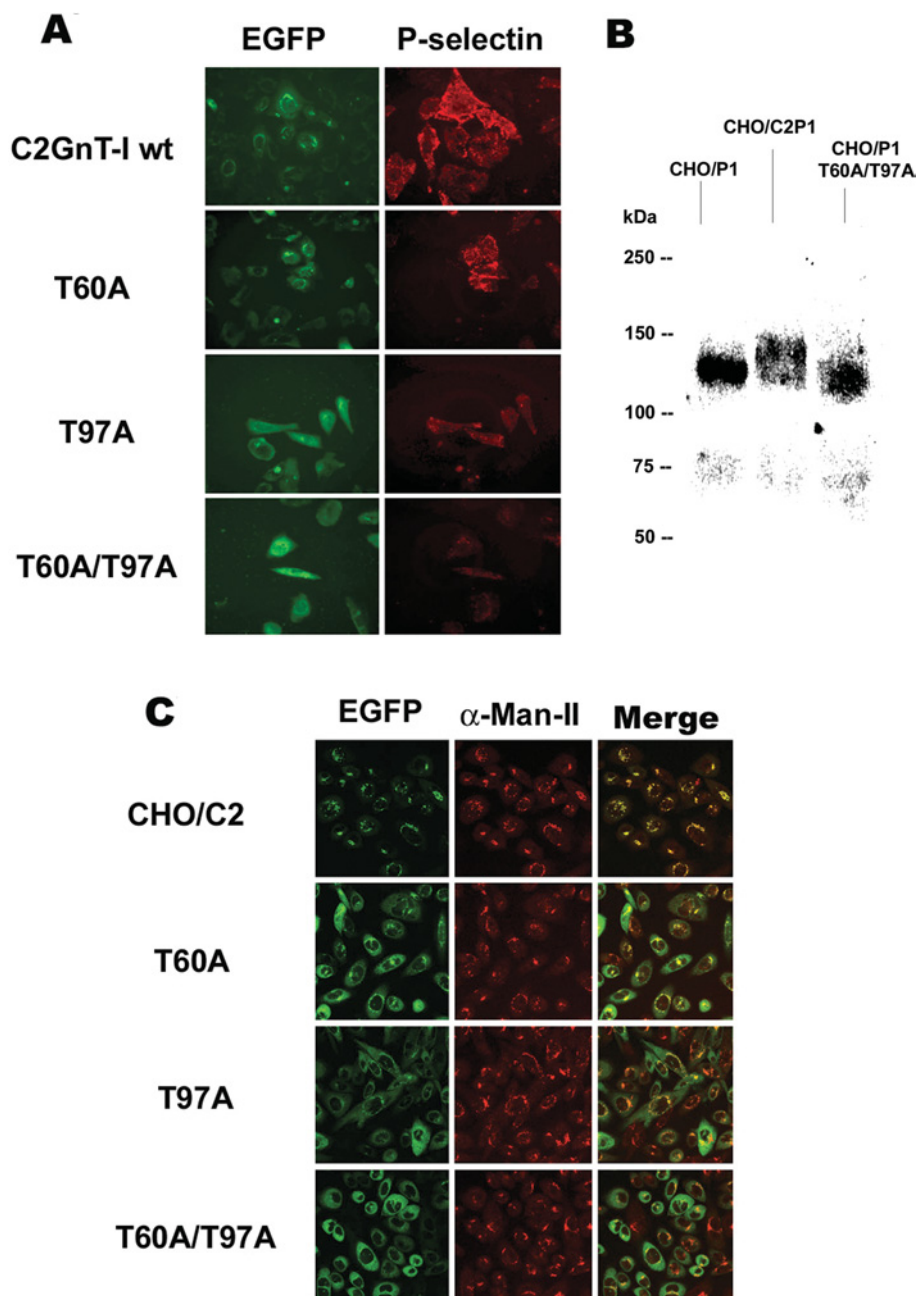 A
EGFP P-selectin
C2GnT-I wt
T60A
T97A
T60A/T97A
B
CHO/C2P1
CHO/P1 CHO/P1
T60A/T97A
kDa
250 --
150 --
100 --
75 --
50 --
C
EGFP α-Man-II Merge
CHO/C2
T60A
T97A
T60A/T97A